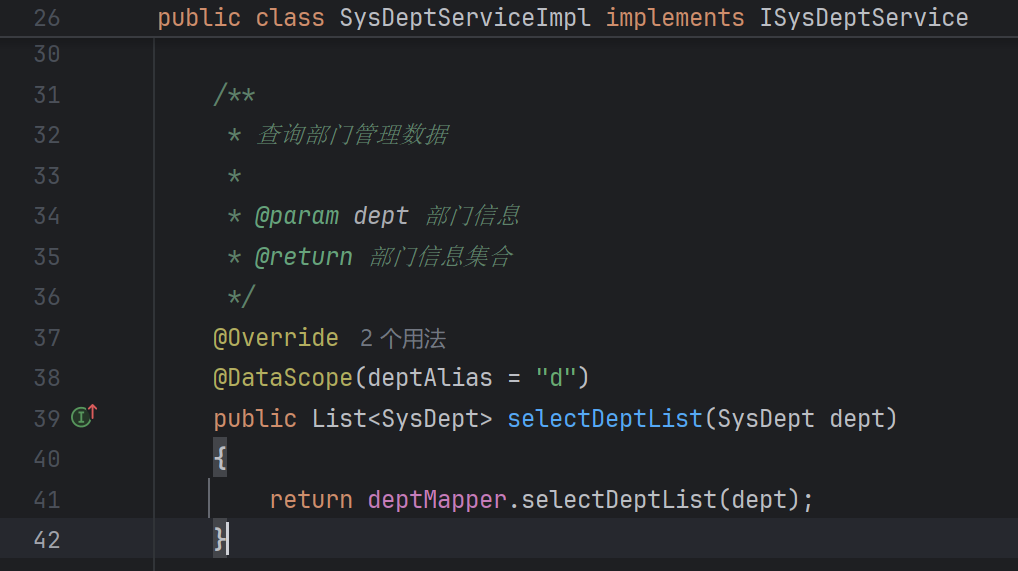 26 public class SysDeptServiceImpl implements ISysDeptService
30
31 /**
32 * 查询部门管理数据
33 *
34 * @param dept 部门信息
35 * @return 部门信息集合
36 */
37 @Override 2 个用法
38 @DataScope(deptAlias = "d")
39 public List<SysDept> selectDeptList(SysDept dept)
40 {
41 return deptMapper.selectDeptList(dept);
42 }